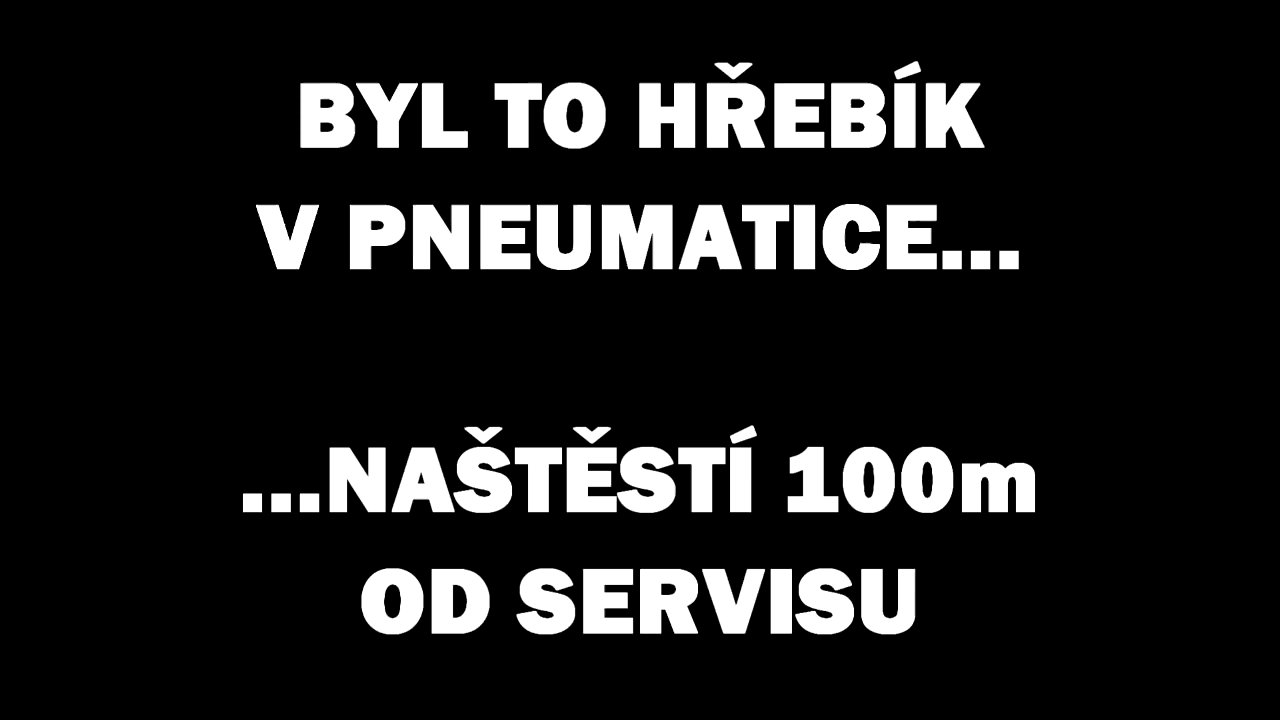 BYL TO HŘEBÍK
V PNEUMATICE...
...NAŠTĚSTÍ 100m
OD SERVISU